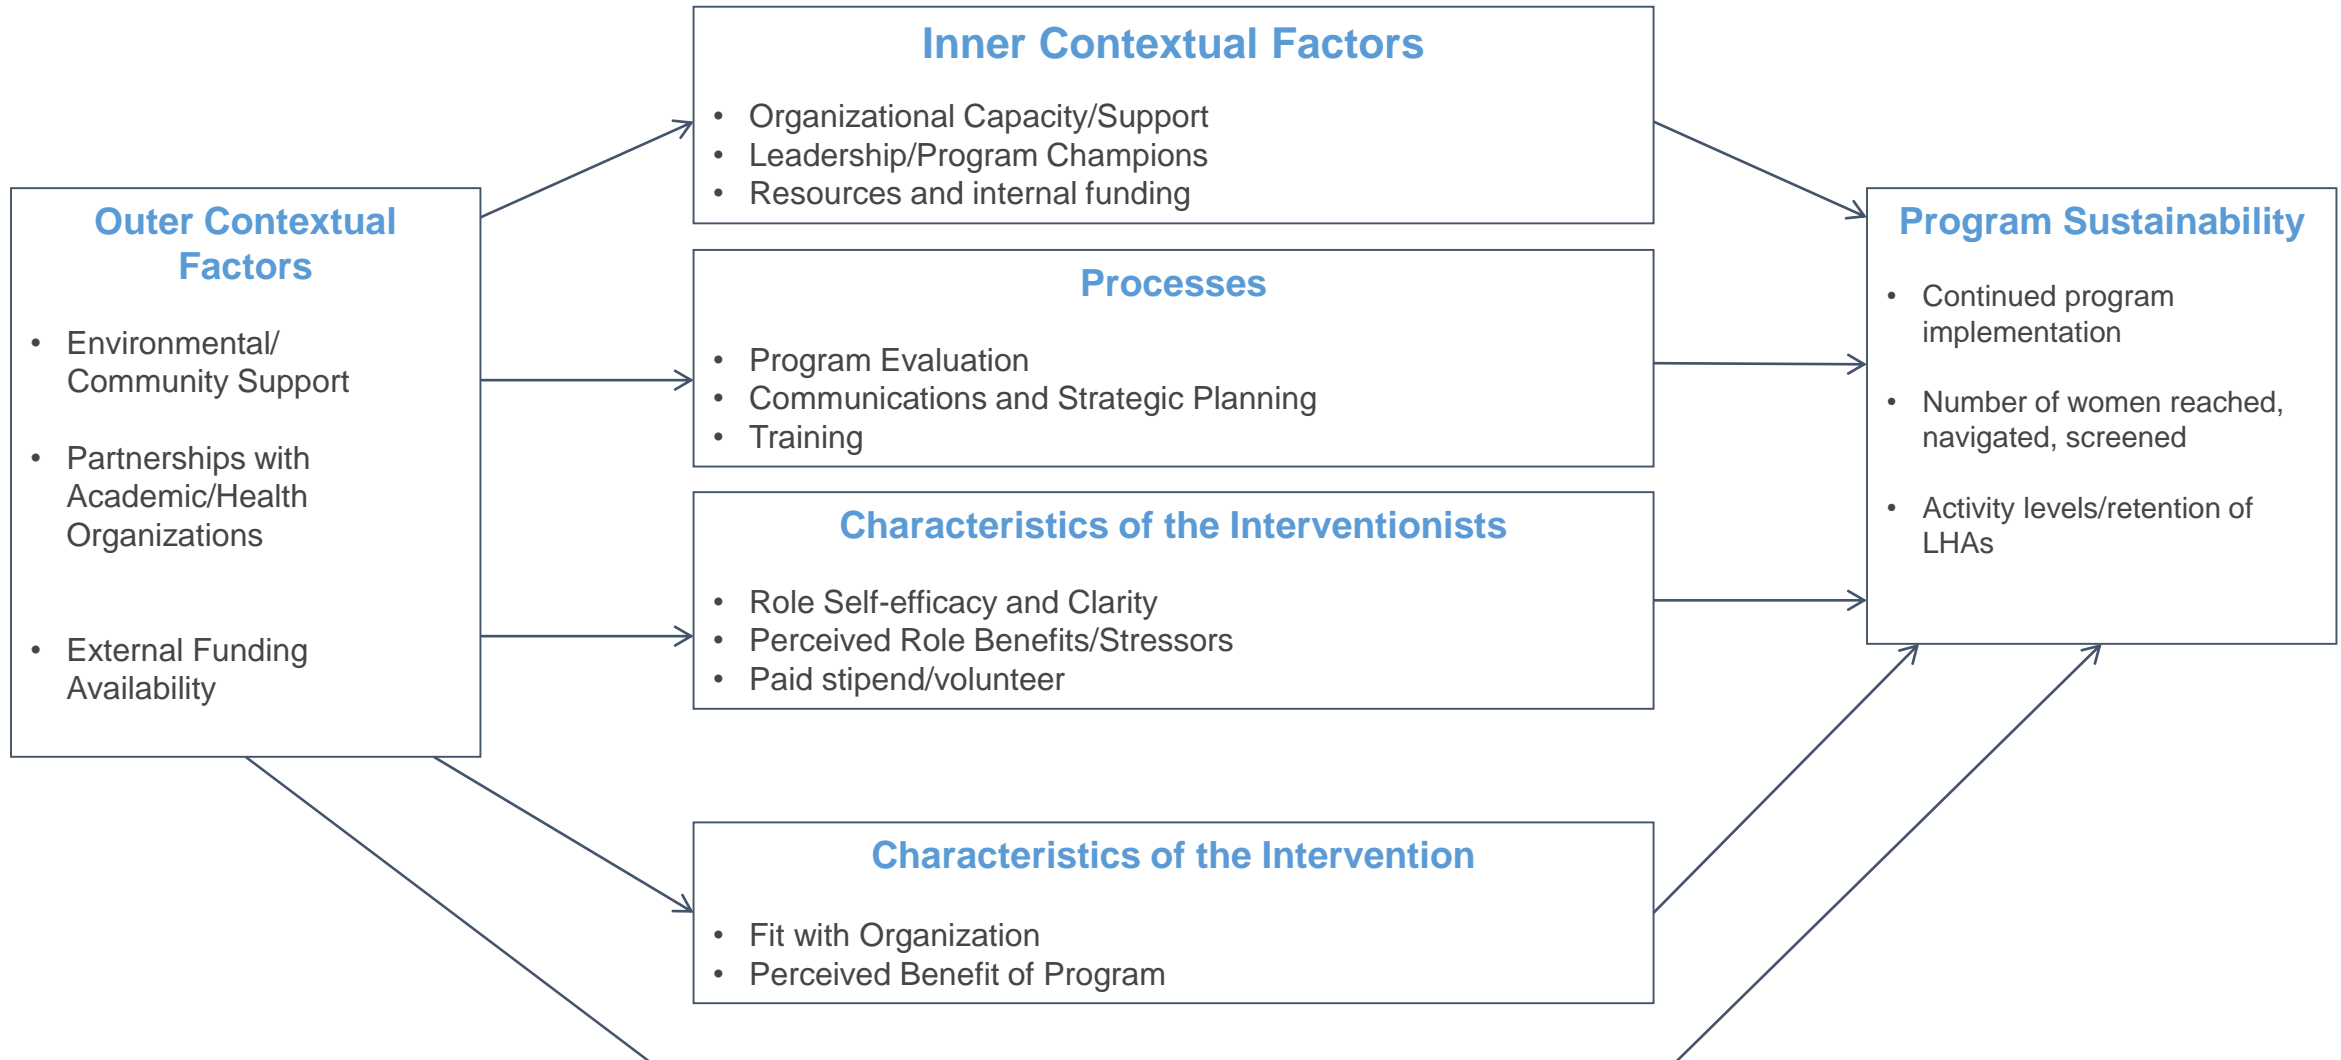 Inner Contextual Factors
• Organizational Capacity/Support
• Leadership/Program Champions
• Resources and internal funding
Outer Contextual
Factors
• Environmental/
Community Support
• Partnerships with
Academic/Health
Organizations
• External Funding
Availability
Processes
• Program Evaluation
• Communications and Strategic Planning
• Training
Characteristics of the Interventionists
• Role Self-efficacy and Clarity
• Perceived Role Benefits/Stressors
• Paid stipend/volunteer
Characteristics of the Intervention
• Fit with Organization
• Perceived Benefit of Program
Program Sustainability
• Continued program
implementation
• Number of women reached,
navigated, screened
• Activity levels/retention of
LHAs